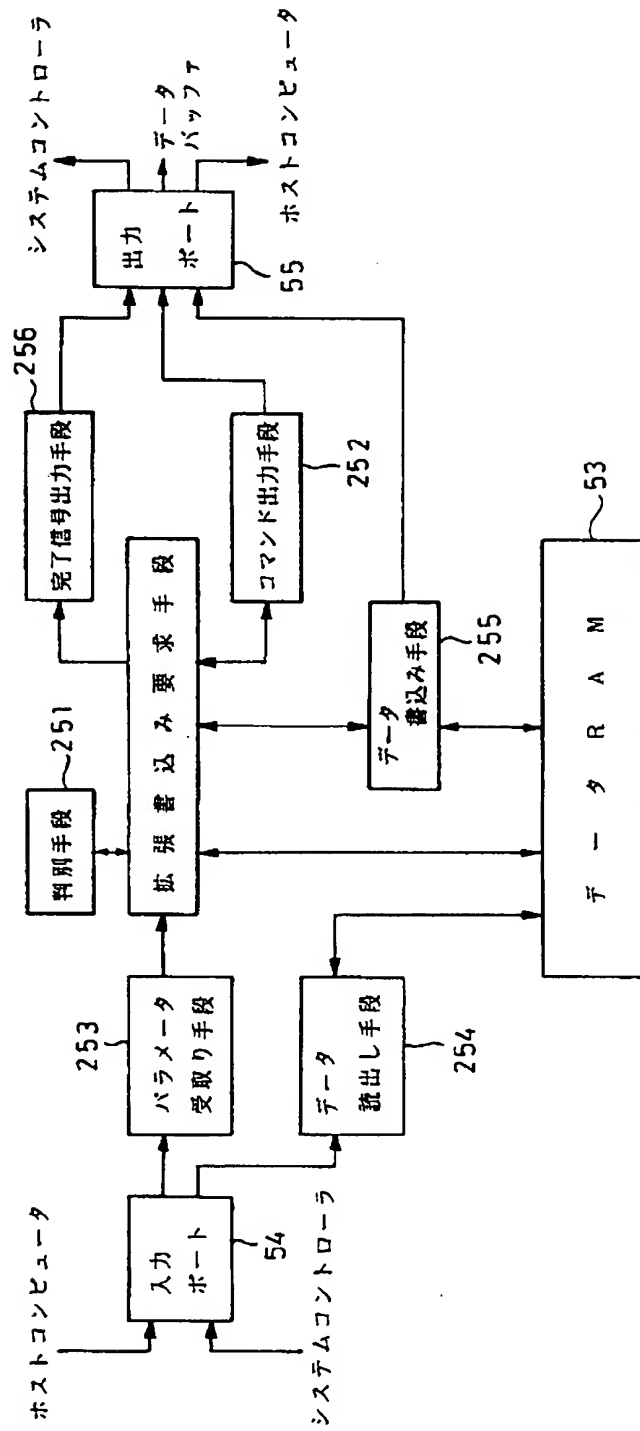 ホストコンピュータ
システムコントローラ
入力
ポート
54
パラメータ
受取り手段
253
データ
読出し手段
254
判別手段
251
拡張書込み要求手段
完了信号出力手段
256
コマンド出力手段
252
データ
書込み手段
255
データRAM
53
出力
ポート
55
システムコントローラ
データ
バッファ
ホストコンピュータ